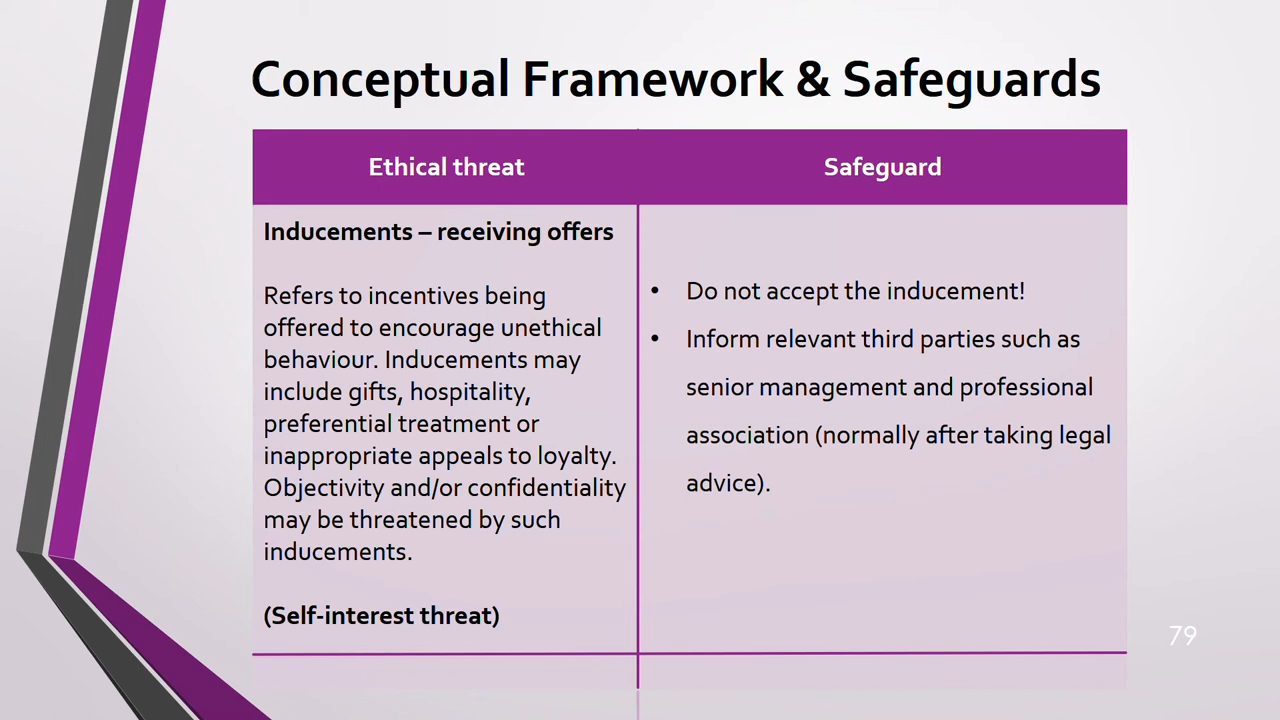 Conceptual Framework & Safeguards
Ethical threat
Safeguard
Inducements – receiving offers
Refers to incentives being
offered to encourage unethical
behaviour. Inducements may
include gifts, hospitality,
preferential treatment or
inappropriate appeals to loyalty.
Objectivity and/or confidentiality
may be threatened by such
inducements.
(Self-interest threat)
• Do not accept the inducement!
• Inform relevant third parties such as
senior management and professional
association (normally after taking legal
advice).
79